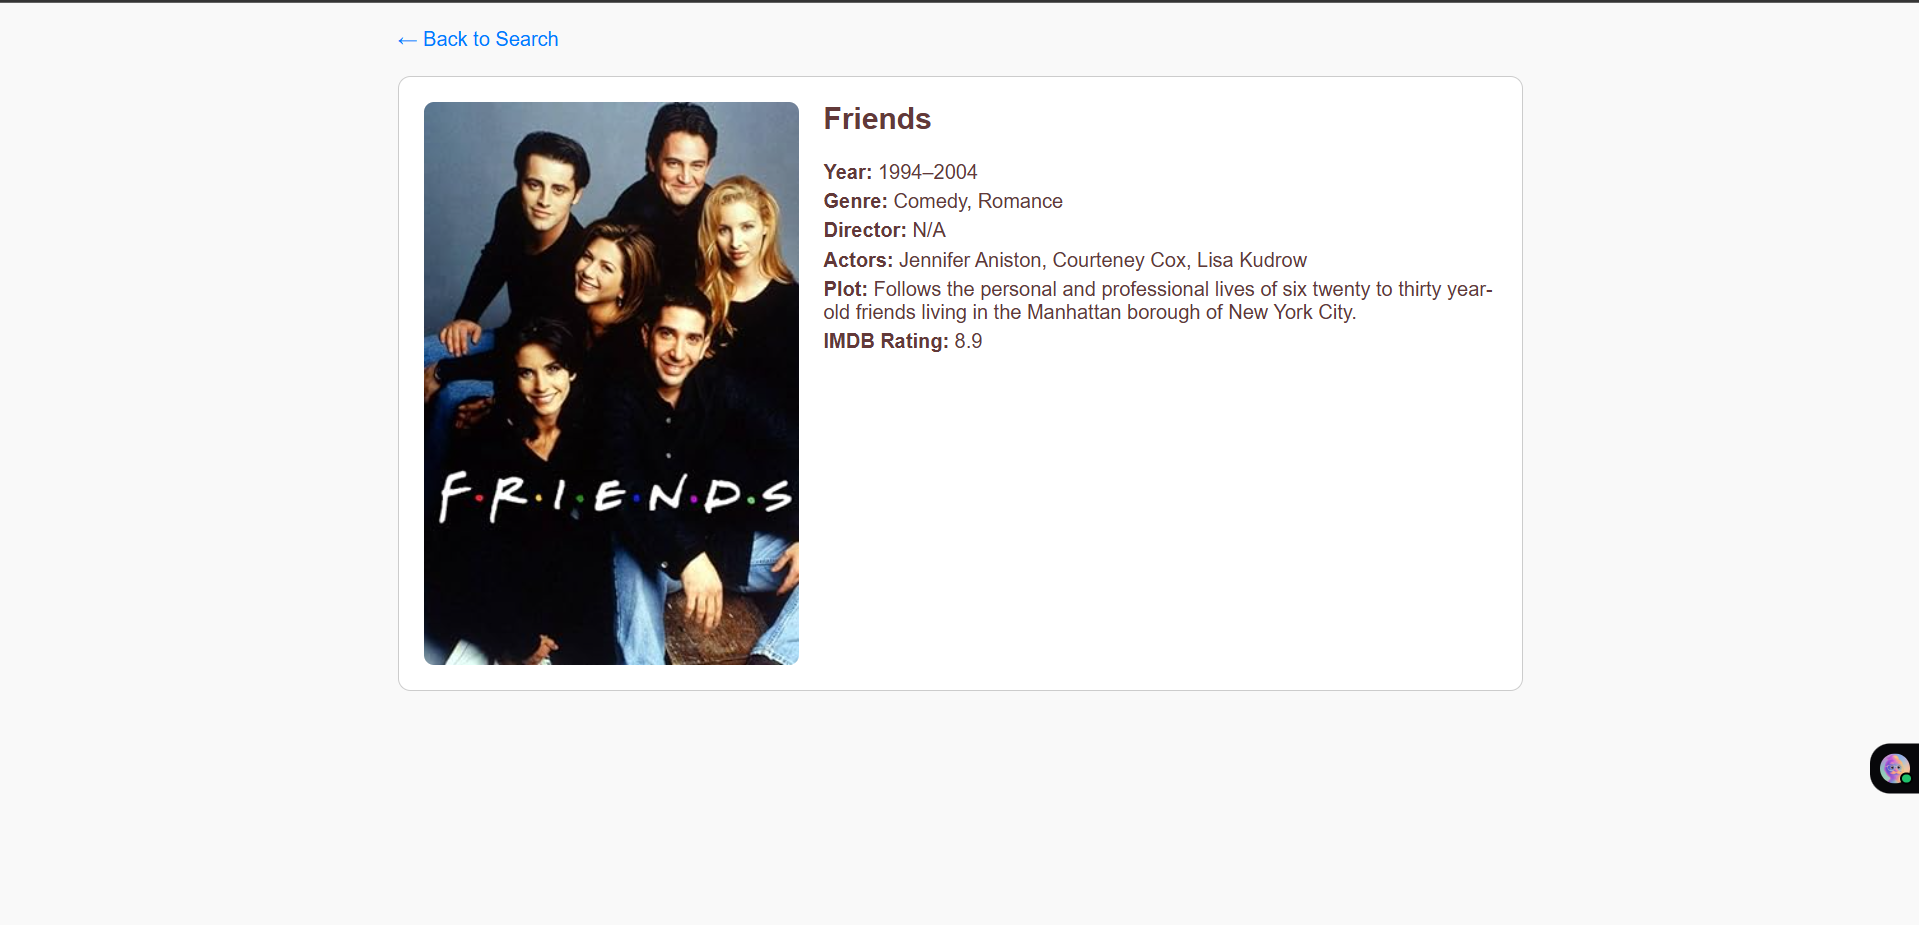 ← Back to Search
Friends
Year: 1994–2004
Genre: Comedy, Romance
Director: N/A
Actors: Jennifer Aniston, Courteney Cox, Lisa Kudrow
Plot: Follows the personal and professional lives of six twenty to thirty year-
old friends living in the Manhattan borough of New York City.
IMDB Rating: 8.9
F·R·I·E·N·D·S